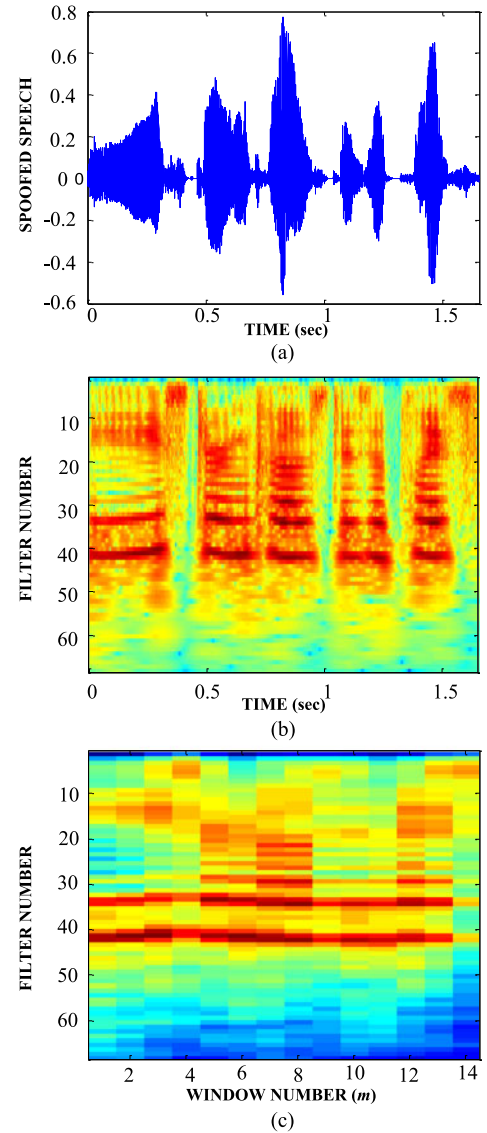 0.8
0.6
0.4
0.2
0 0
-0.2
-0.4
-0.6
SPOOFED SPEECH
0 0.5 1 1.5
TIME (sec)
(a)
10
20
30
40
50
60
FILTER NUMBER
0 0.5 1 1.5
TIME (sec)
(b)
10
20
30
40
50
60
FILTER NUMBER
2 4 6 8 10 12 14
WINDOW NUMBER (m)
(c)